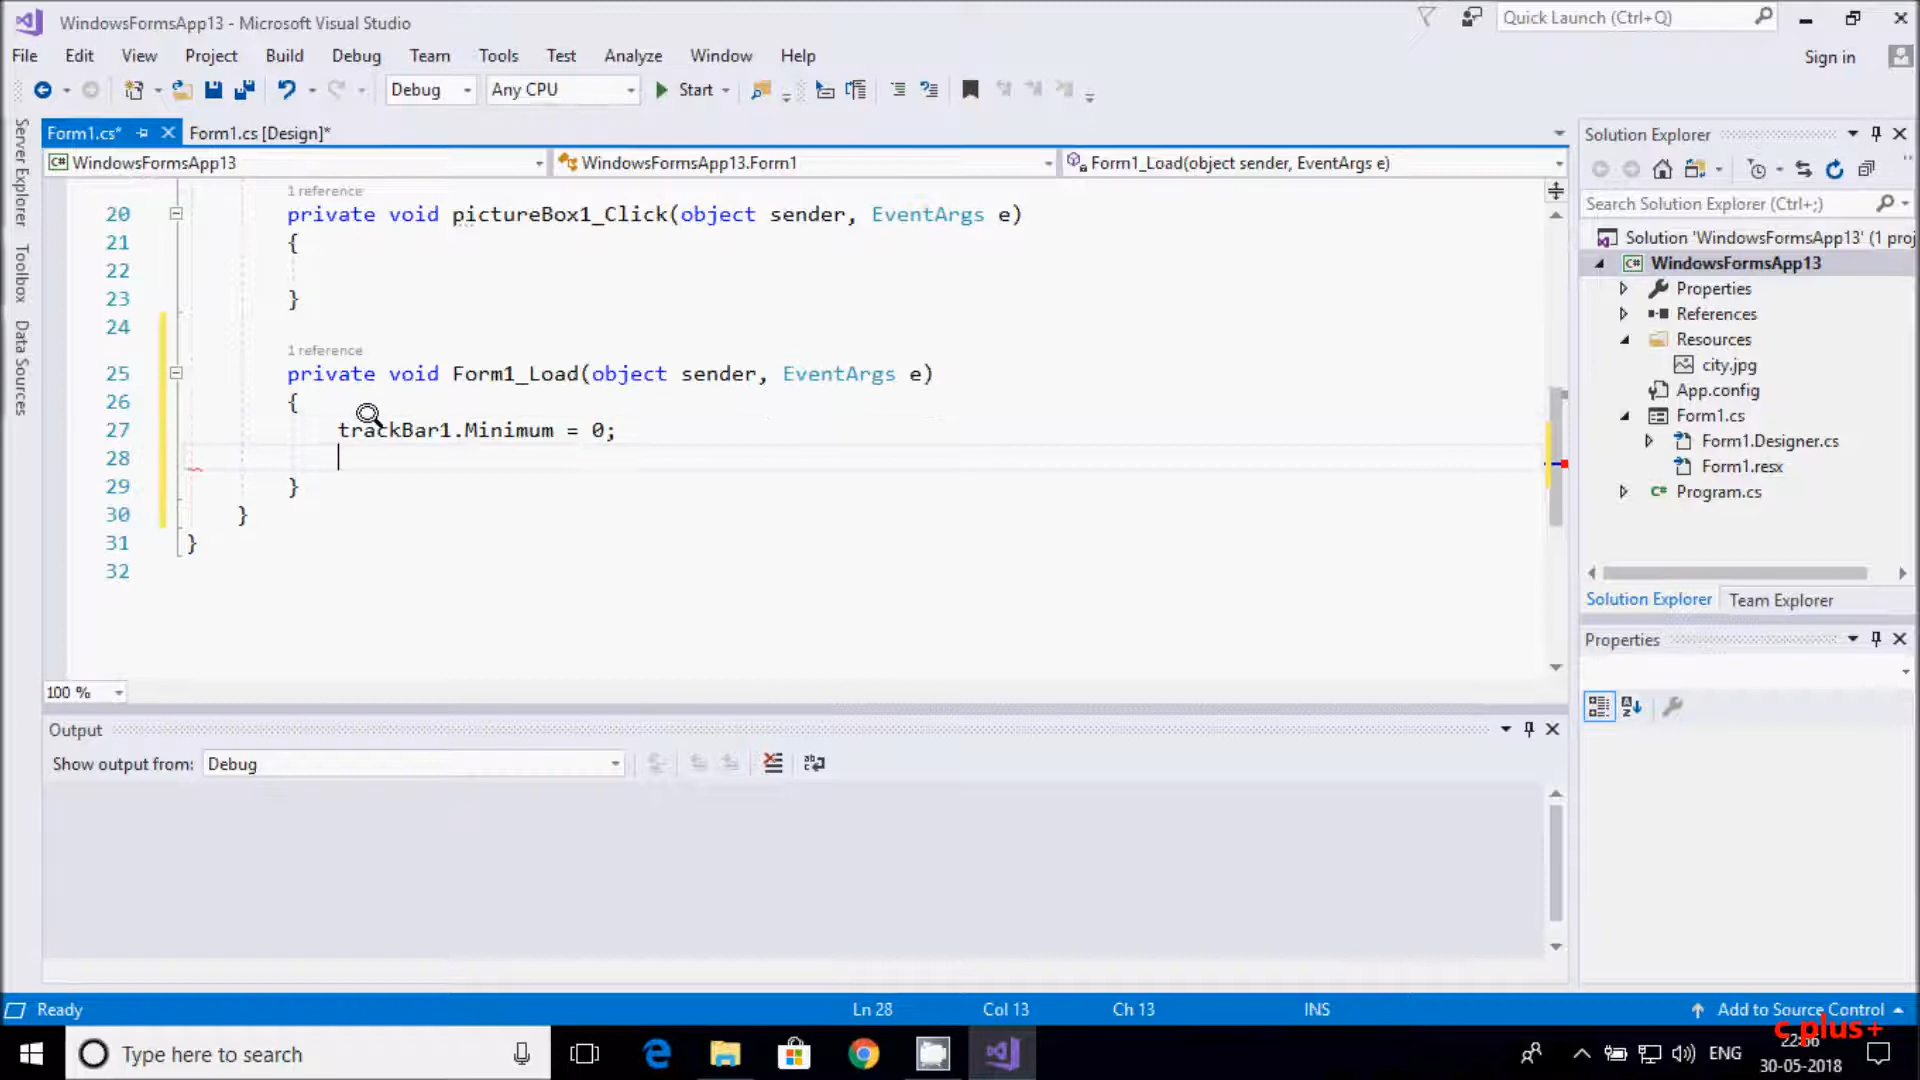 WindowsFormsApp13 - Microsoft Visual Studio
Quick Launch (Ctrl+Q)
File Edit View Project Build Debug Team Tools Test Analyze Window Help
Sign in
Debug Any CPU Start
Form1.cs* Form1.cs [Design]*
WindowsFormsApp13 WindowsFormsApp13.Form1 Form1_Load(object sender, EventArgs e)
Server Explorer
Toolbox
Data Sources
1 reference
20 private void pictureBox1_Click(object sender, EventArgs e)
21 {
22
23 }
24
1 reference
25 private void Form1_Load(object sender, EventArgs e)
26 {
27 trackBar1.Minimum = 0;
28
29 }
30 }
31 }
32
100 %
Output
Show output from: Debug
Solution Explorer
Search Solution Explorer (Ctrl+;)
Solution 'WindowsFormsApp13' (1 proj
WindowsFormsApp13
Properties
References
Resources
city.jpg
App.config
Form1.cs
Form1.Designer.cs
Form1.resx
Program.cs
Solution Explorer Team Explorer
Properties
Ready Ln 28 Col 13 Ch 13 INS Add to Source Control
c plus+
Type here to search
ENG
30-05-2018